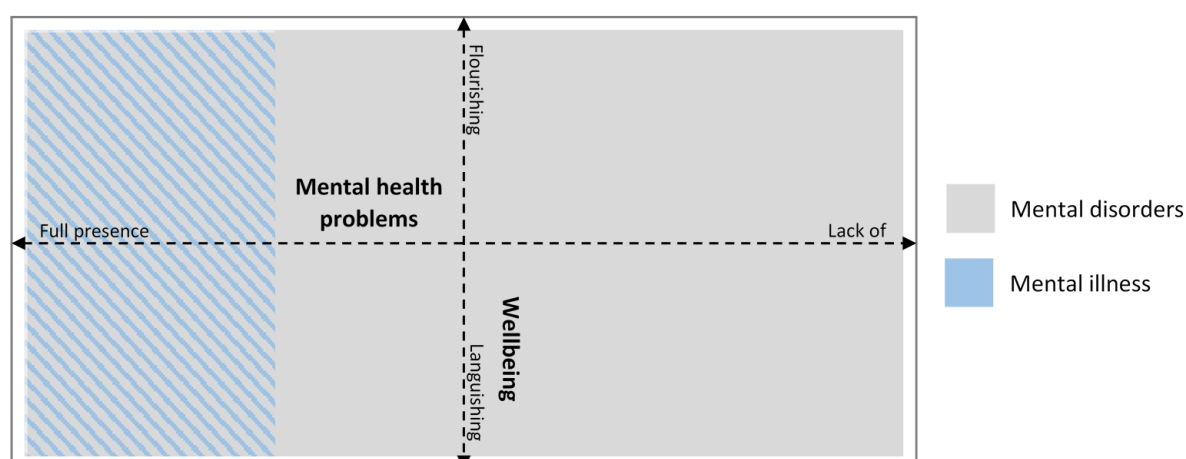 Flourishing
Mental health
problems
Full presence
Lack of
Wellbeing
Languishing
Mental disorders
Mental illness